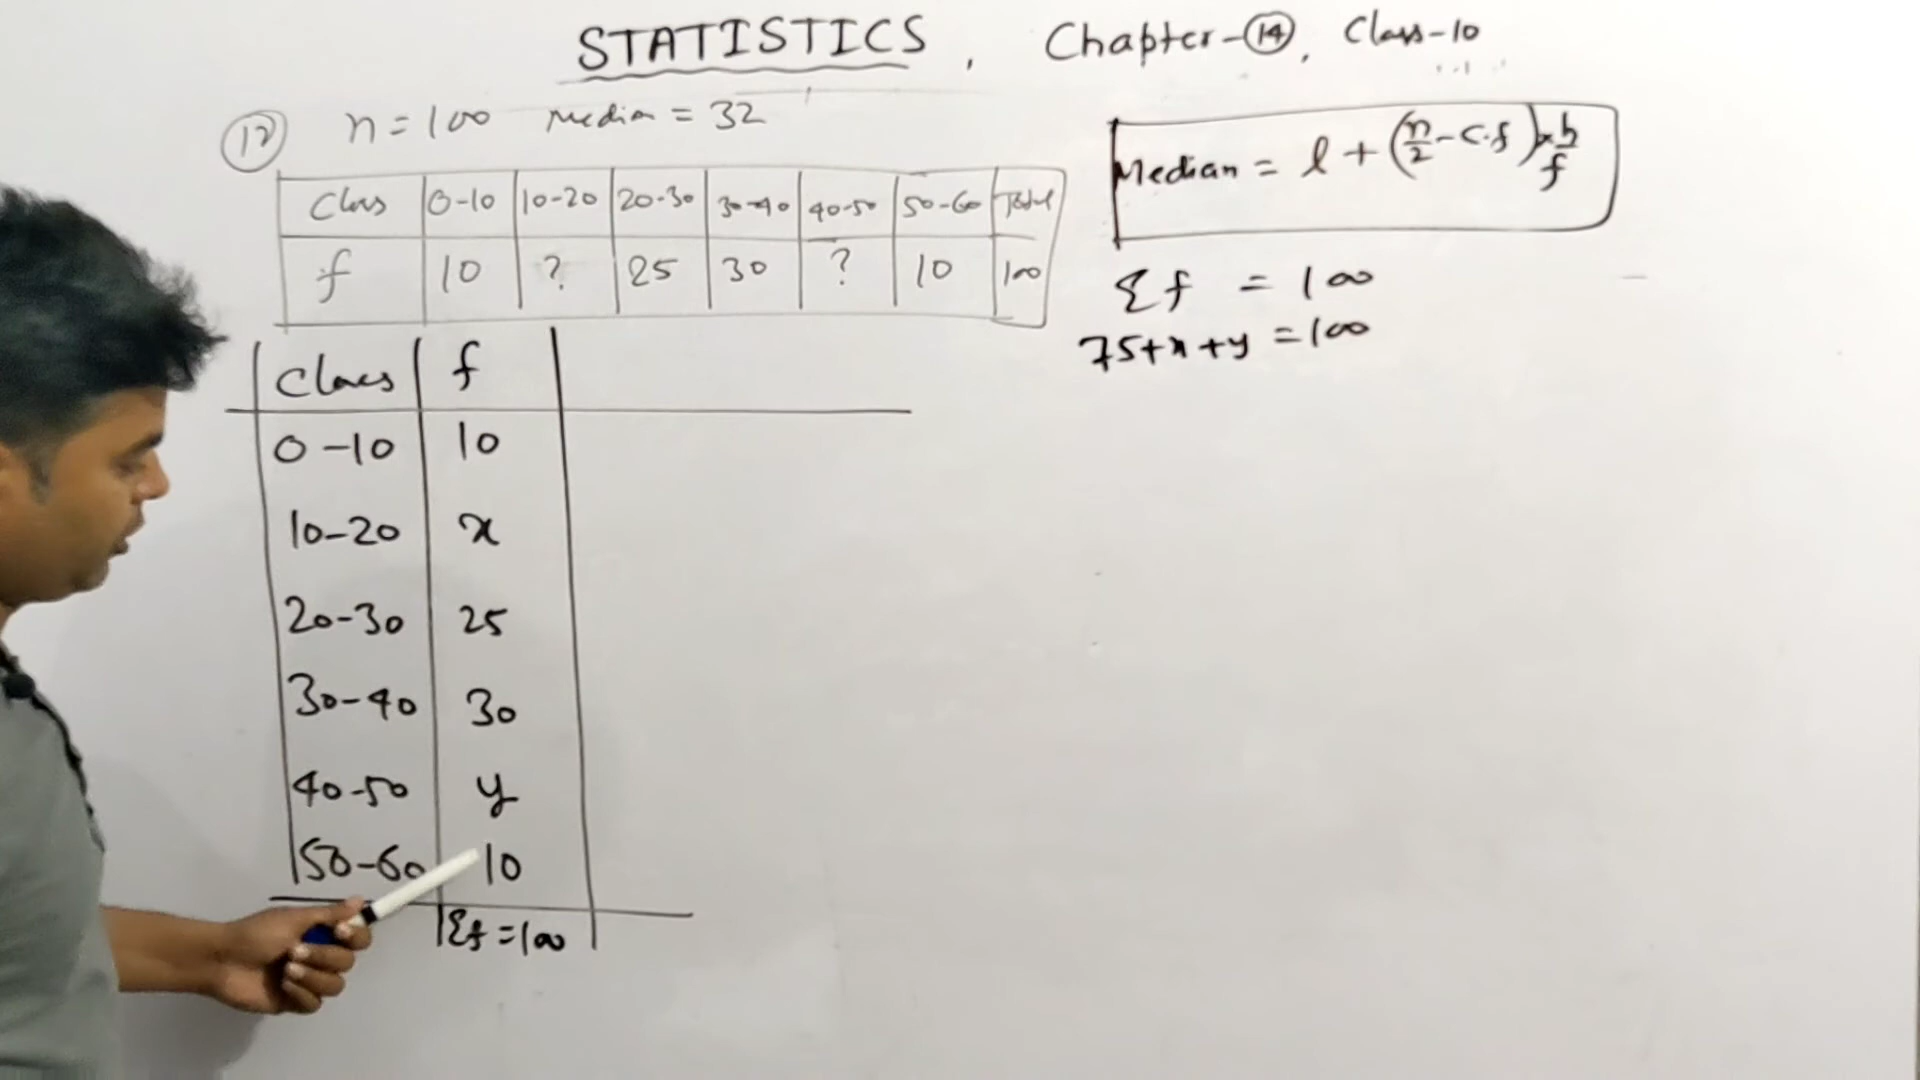 STATISTICS, Chapter-14, Class-10
12 n=100 Median = 32
Median = l + (n/2 - c.f) × h/f
Class 0-10 10-20 20-30 30-40 40-50 50-60 Total
f 10 ? 25 30 ? 10 100
Σf = 100
75+x+y = 100
Class f
0-10 10
10-20 x
20-30 25
30-40 30
40-50 y
50-60 10
Σf = 100